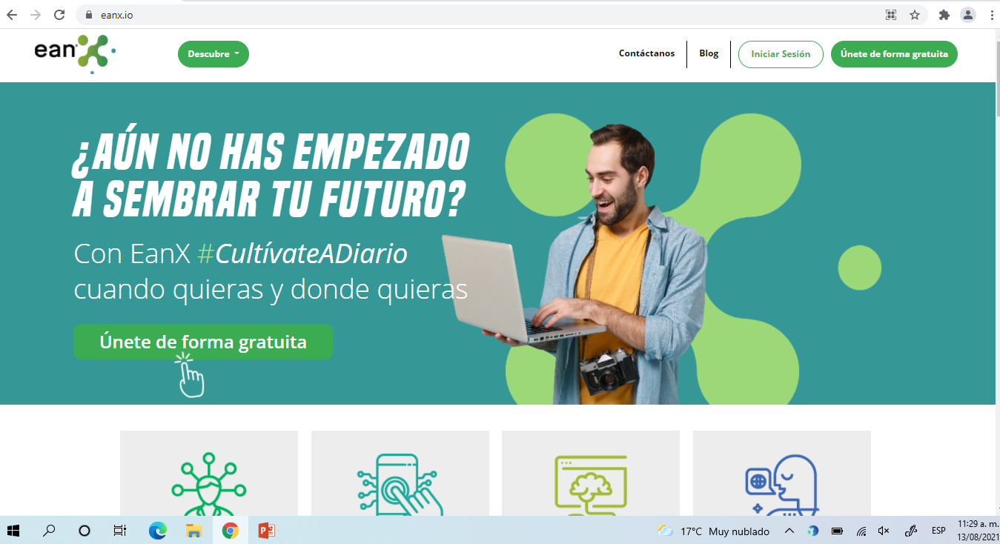 eanx.io
ean
Descubre
Contáctanos
Blog
Iniciar Sesión
Únete de forma gratuita
¿AÚN NO HAS EMPEZADO
A SEMBRAR TU FUTURO?
Con EanX #CultívateADiario
cuando quieras y donde quieras
Únete de forma gratuita
17°C Muy nublado
ESP
11:29 a. m.
13/08/2021